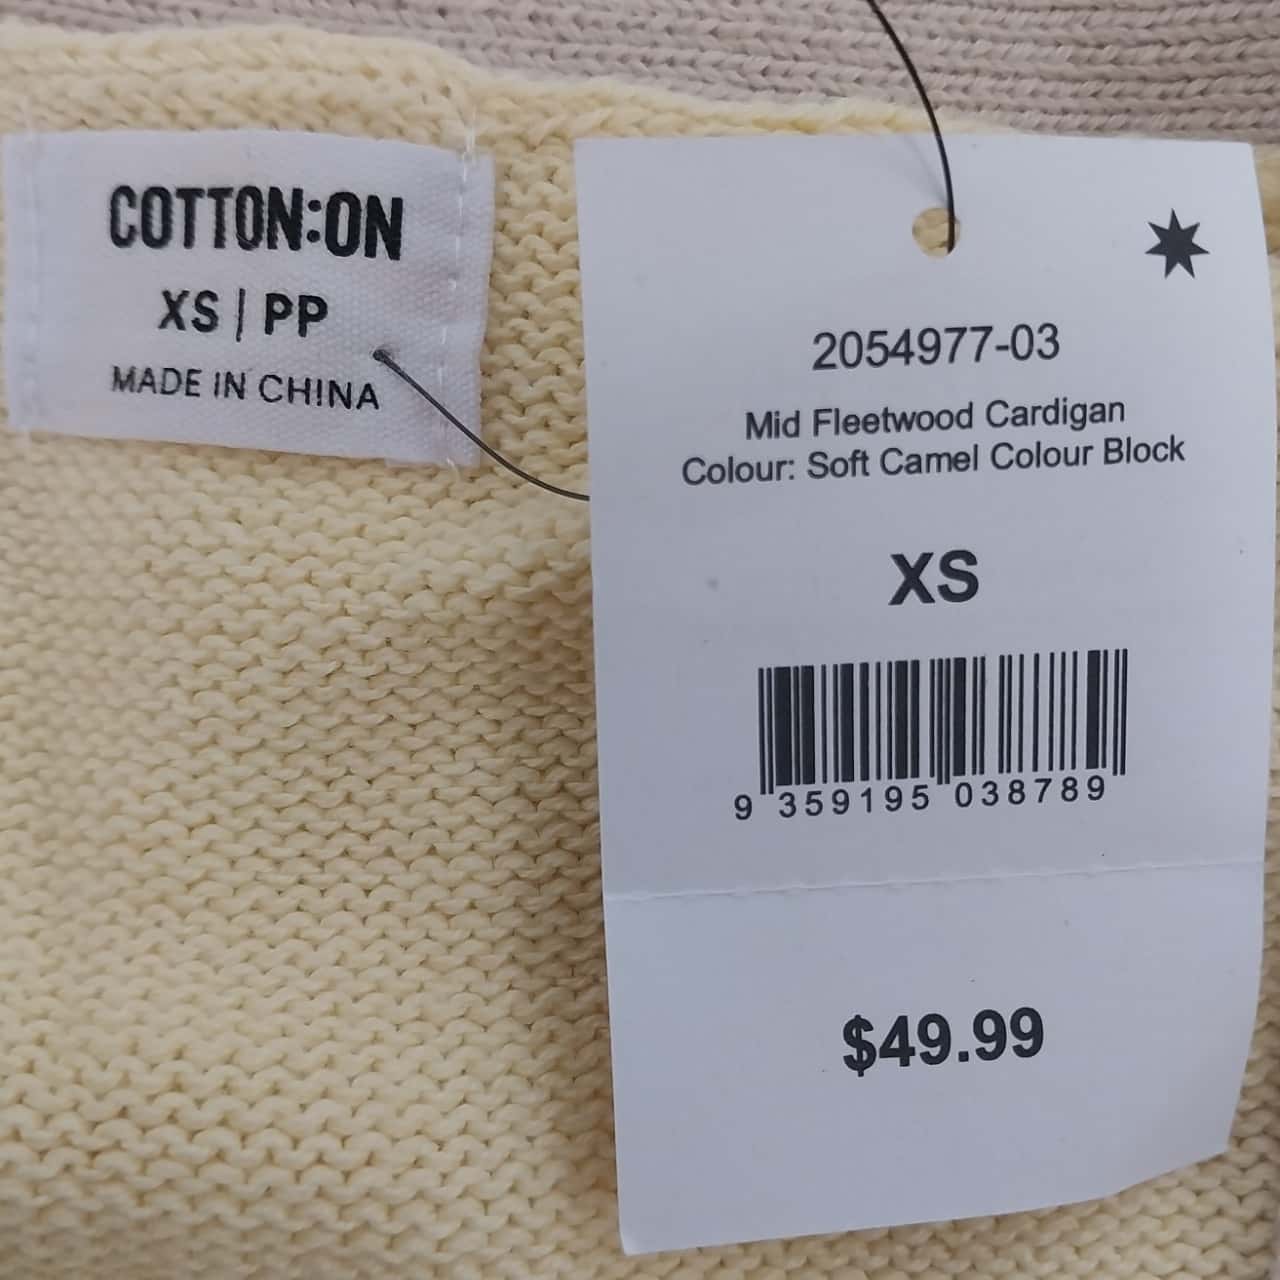 COTTON:ON
XS | PP
MADE IN CHINA
2054977-03
Mid Fleetwood Cardigan
Colour: Soft Camel Colour Block
XS
9 359195 038789
$49.99